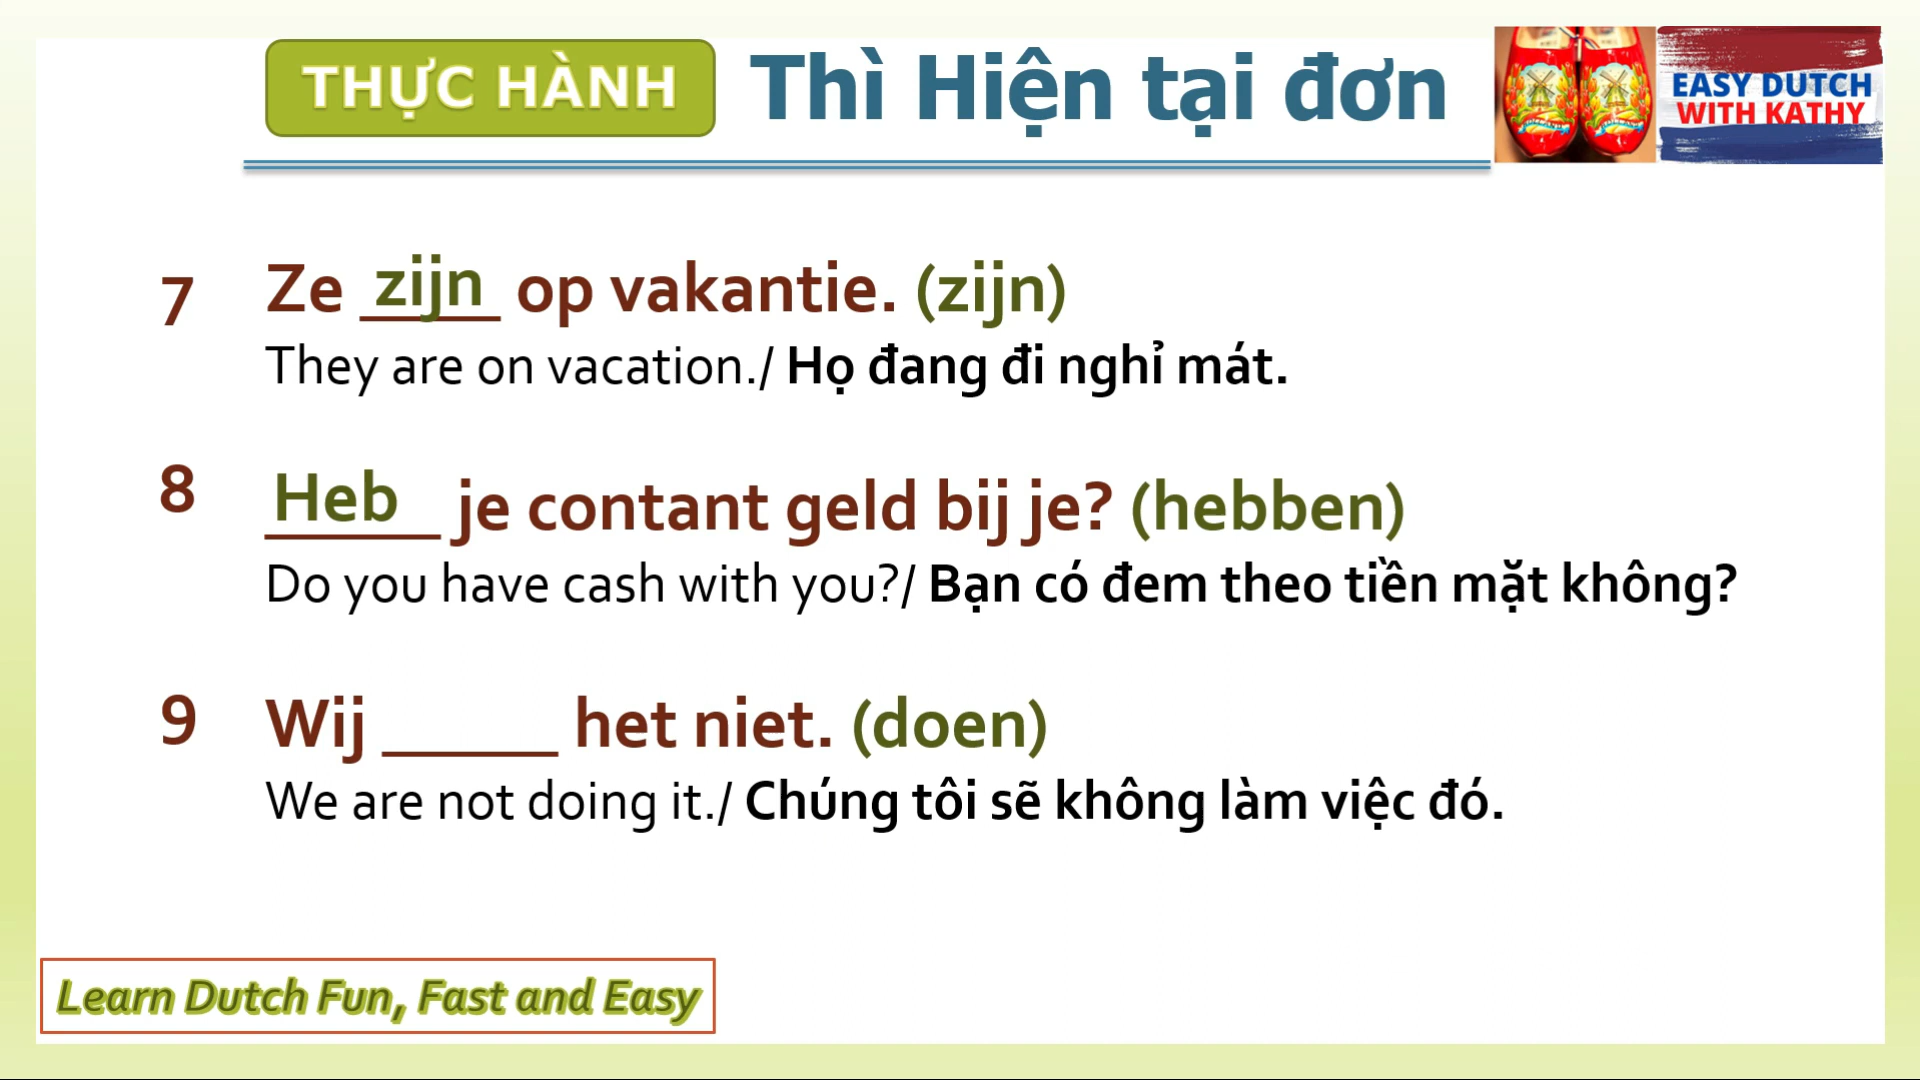 THỰC HÀNH Thì Hiện tại đơn
EASY DUTCH
WITH KATHY
7 Ze zijn op vakantie. (zijn)
They are on vacation./ Họ đang đi nghỉ mát.
8 Heb je contant geld bij je? (hebben)
Do you have cash with you?/ Bạn có đem theo tiền mặt không?
9 Wij _____ het niet. (doen)
We are not doing it./ Chúng tôi sẽ không làm việc đó.
Learn Dutch Fun, Fast and Easy